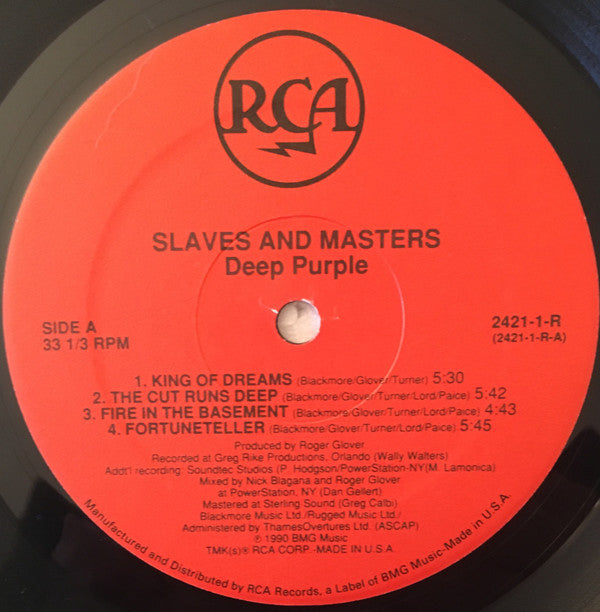 RCA
SLAVES AND MASTERS
Deep Purple
SIDE A
33 1/3 RPM
2421-1-R
(2421-1-R-A)
1. KING OF DREAMS (Blackmore/Glover/Turner) 5:30
2. THE CUT RUNS DEEP (Blackmore/Glover/Turner/Lord/Paice) 5:42
3. FIRE IN THE BASEMENT (Blackmore/Glover/Turner/Lord/Paice) 4:43
4. FORTUNETELLER (Blackmore/Glover/Turner/Lord/Paice) 5:45
Produced by Roger Glover
Recorded at Greg Rike Productions, Orlando (Wally Walters)
Addt'l recording: Soundtec Studios (P. Hodgson/PowerStation-NY(M. Lamonica)
Mixed by Nick Blagana and Roger Glover
at PowerStation, NY (Dan Gellert)
Mastered at Sterling Sound (Greg Calbi)
Blackmore Music Ltd./Rugged Music Ltd./
Administered by ThamesOvertures Ltd. (ASCAP)
℗ 1990 BMG Music
TMK(s)® RCA CORP.-MADE IN U.S.A.
Manufactured and Distributed by RCA Records, a Label of BMG Music-Made in U.S.A.